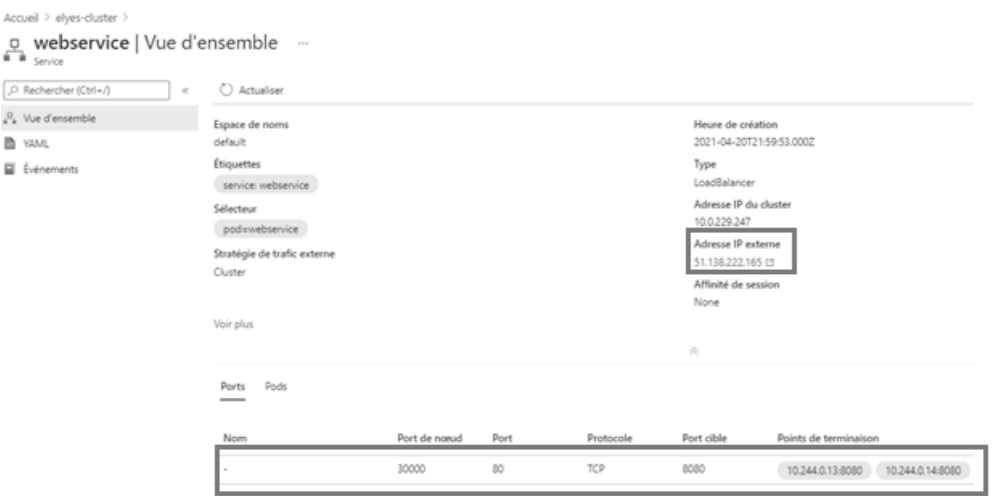 Accueil > elyes-cluster >
webservice | Vue d'ensemble ...
Service
Rechercher (Ctrl+/) «
Actualiser
Vue d'ensemble
YAML
Événements
Espace de noms
default
Étiquettes
service: webservice
Sélecteur
pod=webservice
Stratégie de trafic externe
Cluster
Voir plus
Heure de création
2021-04-20T21:59:53.000Z
Type
LoadBalancer
Adresse IP du cluster
10.0.229.247
Adresse IP externe
51.138.222.165
Affinité de session
None
Ports Pods
Nom Port de nœud Port Protocole Port cible Points de terminaison
- 30000 80 TCP 8080 10.244.0.13:8080 10.244.0.14:8080